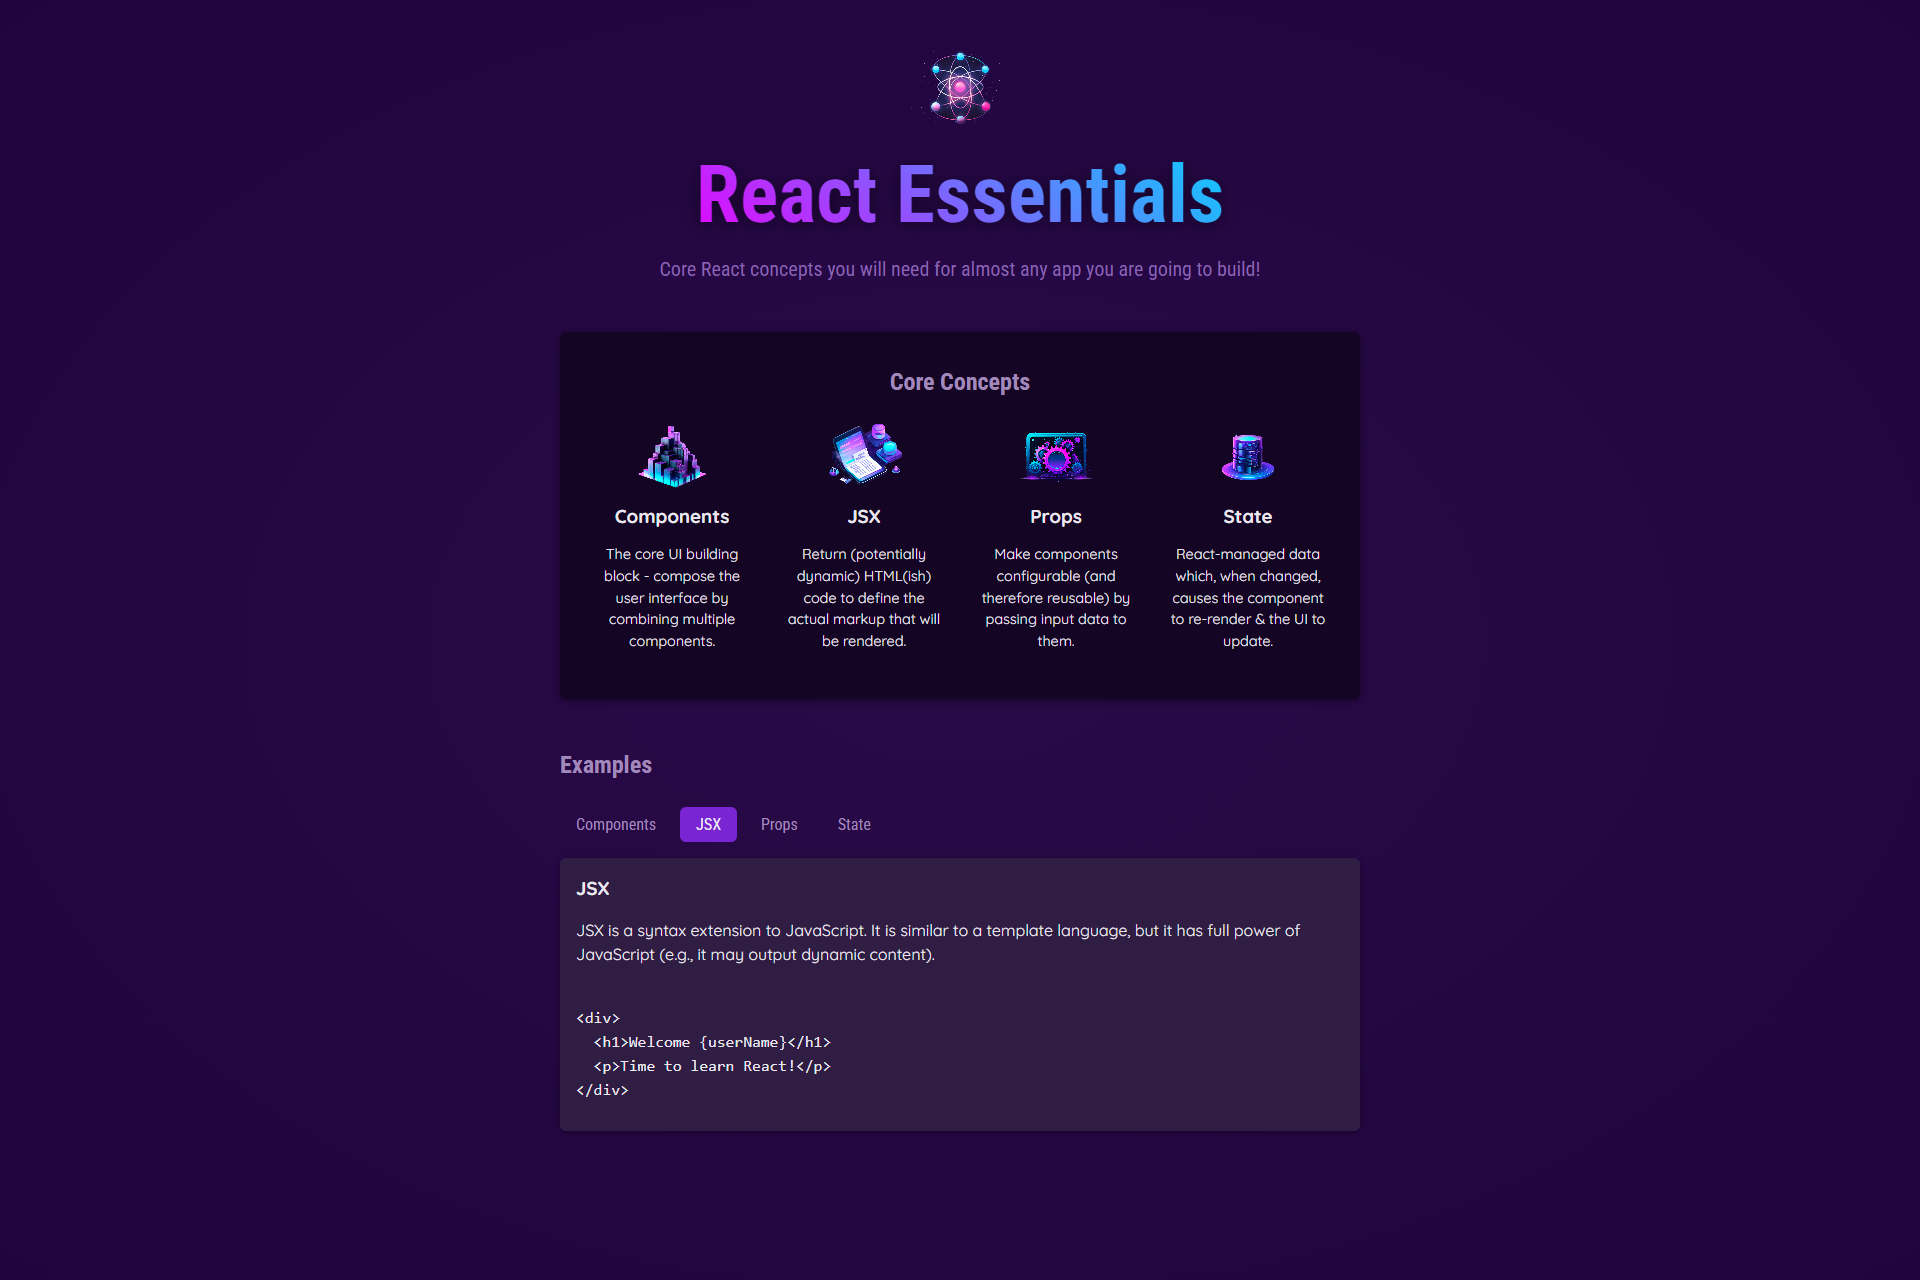 React Essentials
Core React concepts you will need for almost any app you are going to build!
Core Concepts
Components
The core UI building
block - compose the
user interface by
combining multiple
components.
JSX
Return (potentially
dynamic) HTML(ish)
code to define the
actual markup that will
be rendered.
Props
Make components
configurable (and
therefore reusable) by
passing input data to
them.
State
React-managed data
which, when changed,
causes the component
to re-render & the UI to
update.
Examples
Components JSX Props State
JSX
JSX is a syntax extension to JavaScript. It is similar to a template language, but it has full power of
JavaScript (e.g., it may output dynamic content).
<div>
  <h1>Welcome {userName}</h1>
  <p>Time to learn React!</p>
</div>